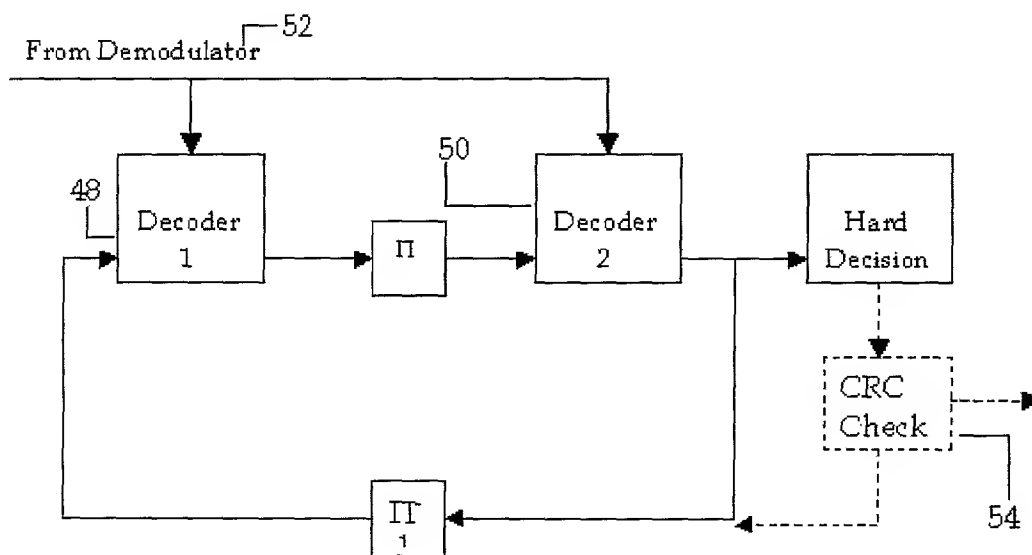 52
From Demodulator
50
48
Decoder
1
Π
Decoder
2
Hard
Decision
CRC
Check
Π
54